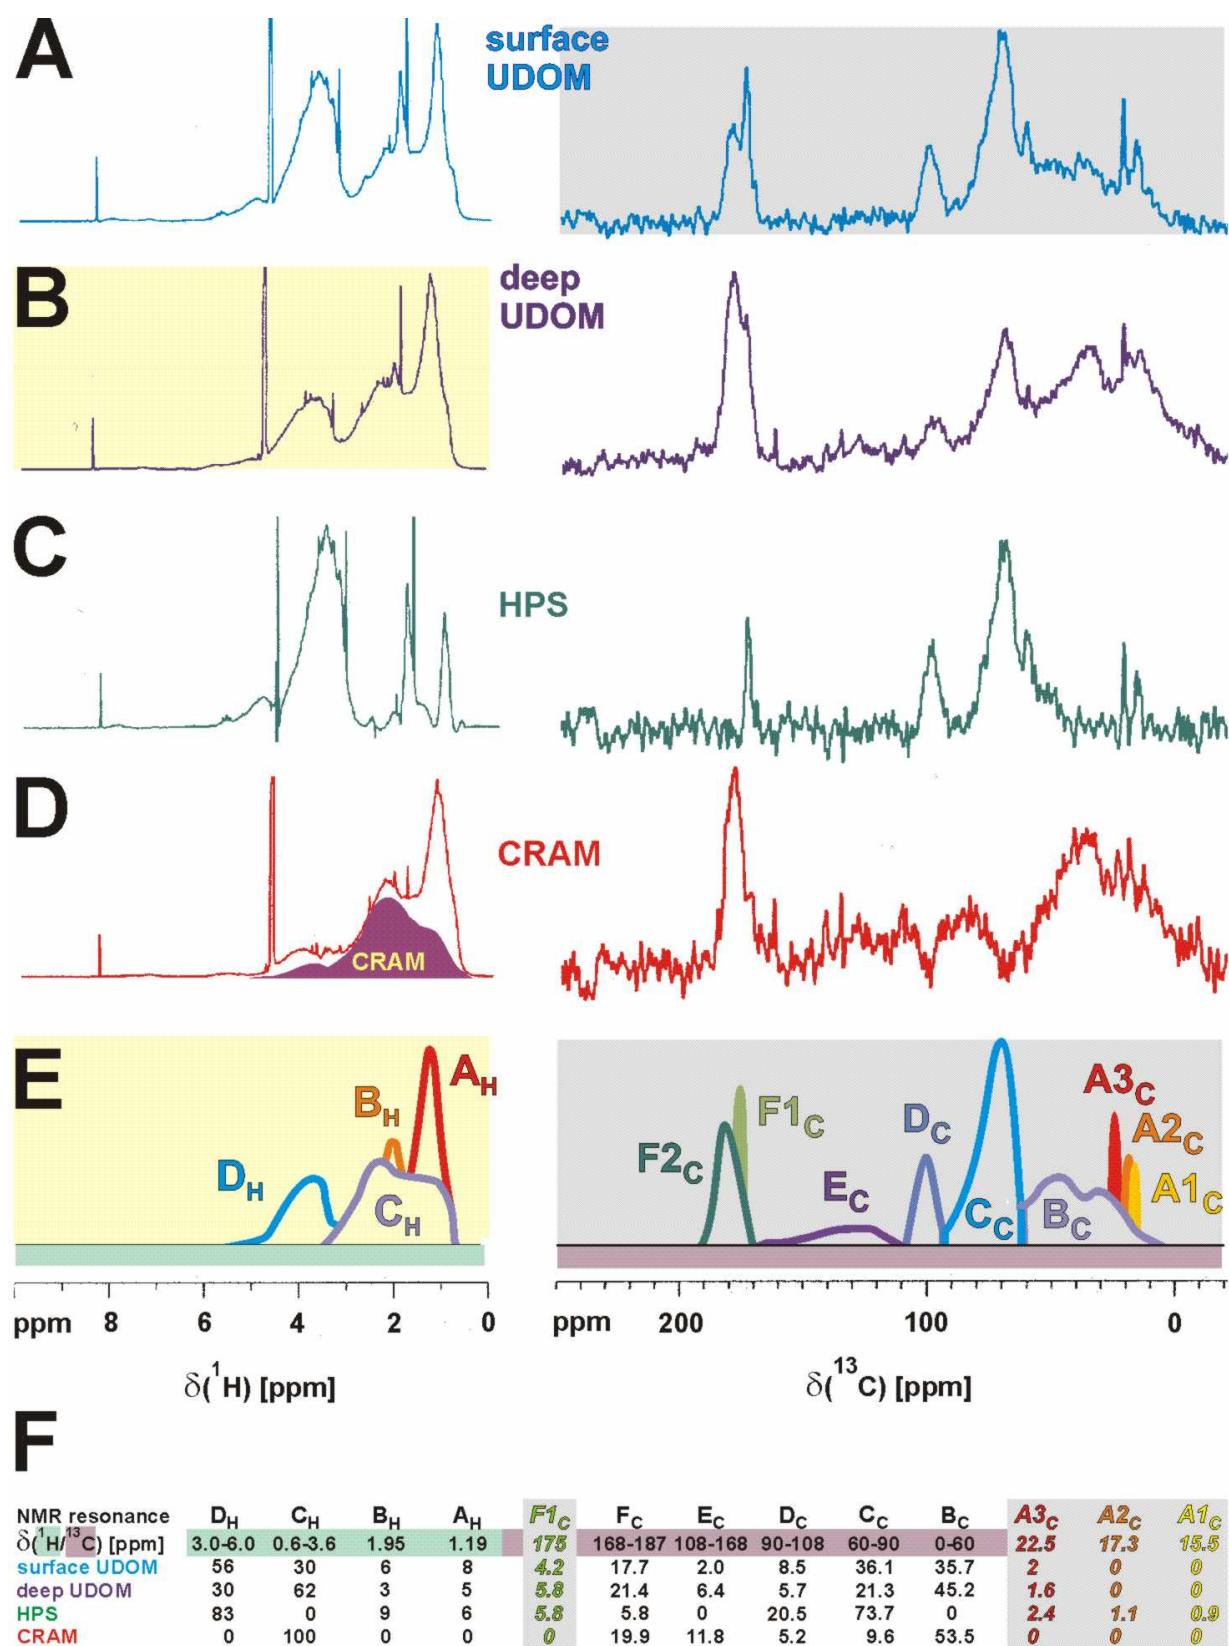 A
surface
UDOM
B
deep
UDOM
C
HPS
D
CRAM
CRAM
E
A_H
B_H
C_H
D_H
F2_C
F1_C
E_C
D_C
C_C
B_C
A3_C
A2_C
A1_C
ppm 8 6 4 2 0
ppm 200 100 0
δ(¹H) [ppm]
δ(¹³C) [ppm]
F
NMR resonance D_H C_H B_H A_H F1_C F_C E_C D_C C_C B_C A3_C A2_C A1_C
δ(¹H/¹³C) [ppm] 3.0-6.0 0.6-3.6 1.95 1.19 175 168-187 108-168 90-108 60-90 0-60 22.5 17.3 15.5
surface UDOM 56 30 6 8 4.2 17.7 2.0 8.5 36.1 35.7 2 0 0
deep UDOM 30 62 3 5 5.8 21.4 6.4 5.7 21.3 45.2 1.6 0 0
HPS 83 0 9 6 5.8 5.8 0 20.5 73.7 0 2.4 1.1 0.9
CRAM 0 100 0 0 0 19.9 11.8 5.2 9.6 53.5 0 0 0